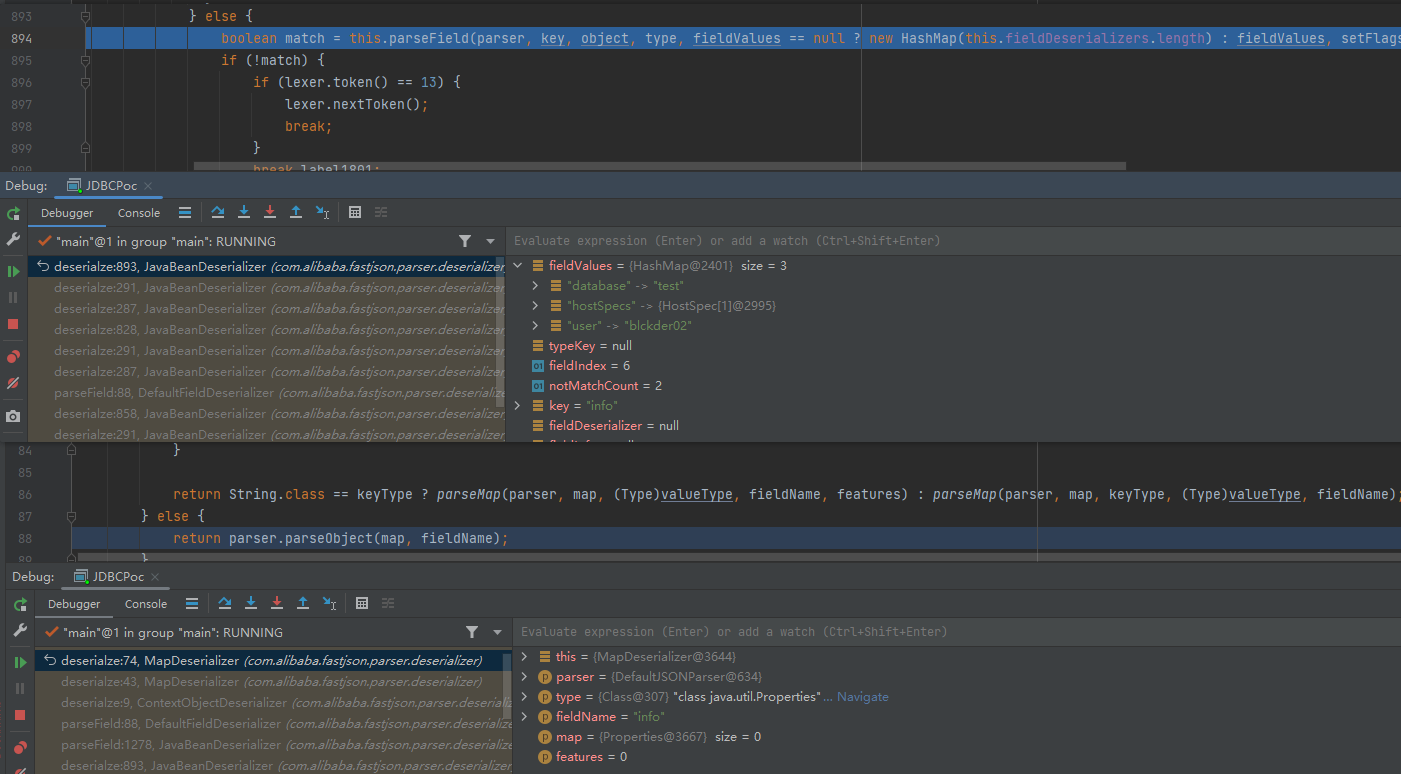 893 } else {
894 boolean match = this.parseField(parser, key, object, type, fieldValues == null ? new HashMap(this.fieldDeserializers.length) : fieldValues, setFlags
895 if (!match) {
896 if (lexer.token() == 13) {
897 lexer.nextToken();
898 break;
899 }
break label1801;
Debug: JDBCPoc
Debugger Console
"main"@1 in group "main": RUNNING
Evaluate expression (Enter) or add a watch (Ctrl+Shift+Enter)
deserialze:893, JavaBeanDeserializer (com.alibaba.fastjson.parser.deserializer
deserialze:291, JavaBeanDeserializer (com.alibaba.fastjson.parser.deserializer
deserialze:287, JavaBeanDeserializer (com.alibaba.fastjson.parser.deserializer
deserialze:828, JavaBeanDeserializer (com.alibaba.fastjson.parser.deserializer
deserialze:291, JavaBeanDeserializer (com.alibaba.fastjson.parser.deserializer
deserialze:287, JavaBeanDeserializer (com.alibaba.fastjson.parser.deserializer
parseField:88, DefaultFieldDeserializer (com.alibaba.fastjson.parser.deserialize
deserialze:858, JavaBeanDeserializer (com.alibaba.fastjson.parser.deserializer
deserialze:291, JavaBeanDeserializer (com.alibaba.fastjson.parser.deserializer
fieldValues = {HashMap@2401} size = 3
"database" -> "test"
"hostSpecs" -> {HostSpec[1]@2995}
"user" -> "blckder02"
typeKey = null
fieldIndex = 6
notMatchCount = 2
key = "info"
fieldDeserializer = null
84 }
85
86 return String.class == keyType ? parseMap(parser, map, (Type)valueType, fieldName, features) : parseMap(parser, map, keyType, (Type)valueType, fieldName);
87 } else {
88 return parser.parseObject(map, fieldName);
89 }
Debug: JDBCPoc
Debugger Console
"main"@1 in group "main": RUNNING
Evaluate expression (Enter) or add a watch (Ctrl+Shift+Enter)
deserialze:74, MapDeserializer (com.alibaba.fastjson.parser.deserializer)
deserialze:43, MapDeserializer (com.alibaba.fastjson.parser.deserializer)
deserialze:9, ContextObjectDeserializer (com.alibaba.fastjson.parser.deserializ
parseField:88, DefaultFieldDeserializer (com.alibaba.fastjson.parser.deserialize
parseField:1278, JavaBeanDeserializer (com.alibaba.fastjson.parser.deserialize
deserialze:893, JavaBeanDeserializer (com.alibaba.fastjson.parser.deserializer
this = {MapDeserializer@3644}
parser = {DefaultJSONParser@634}
type = {Class@307} "class java.util.Properties"... Navigate
fieldName = "info"
map = {Properties@3667} size = 0
features = 0